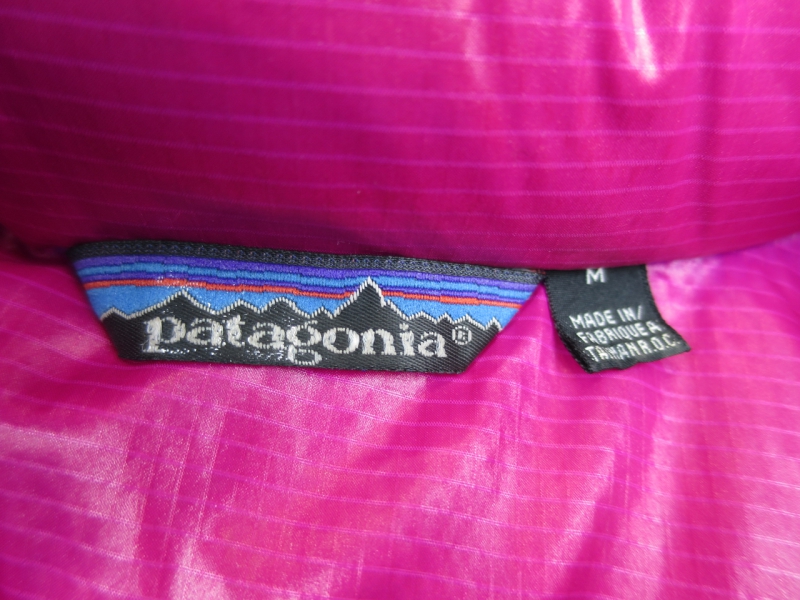 patagonia®
M
MADE IN/
FABRIQUE A
TAIWAN R.O.C.